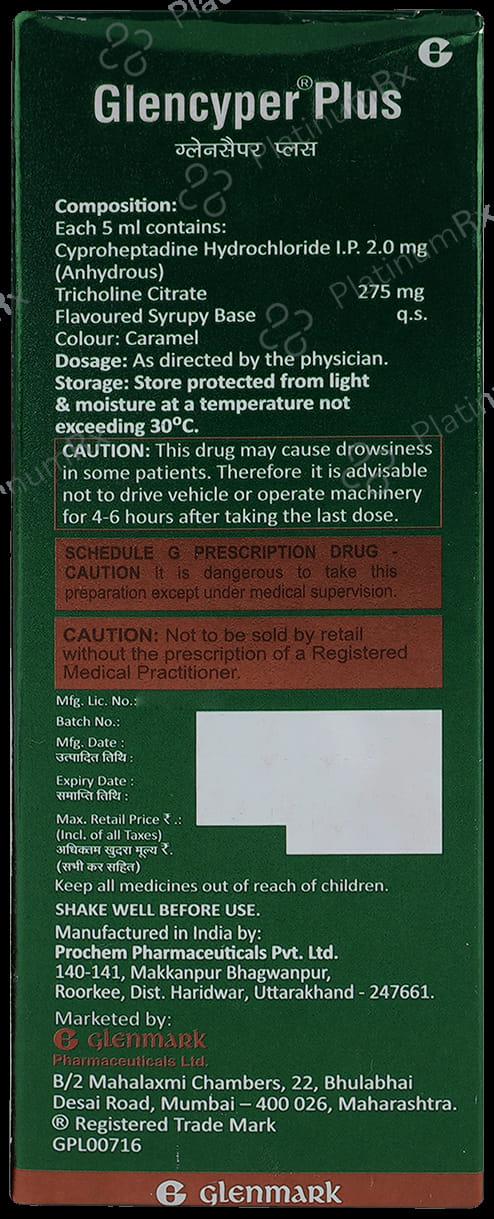 Glencyper® Plus
ग्लेनसैपर प्लस
Composition:
Each 5 ml contains:
Cyproheptadine Hydrochloride I.P. 2.0 mg
(Anhydrous)
Tricholine Citrate 275 mg
Flavoured Syrupy Base q.s.
Colour: Caramel
Dosage: As directed by the physician.
Storage: Store protected from light
& moisture at a temperature not
exceeding 30⁰C.
CAUTION: This drug may cause drowsiness
in some patients. Therefore it is advisable
not to drive vehicle or operate machinery
for 4-6 hours after taking the last dose.
SCHEDULE G PRESCRIPTION DRUG -
CAUTION It is dangerous to take this
preparation except under medical supervision.
CAUTION: Not to be sold by retail
without the prescription of a Registered
Medical Practitioner.
Mfg. Lic. No.:
Batch No.:
Mfg. Date :
उत्पादित तिथि :
Expiry Date :
समाप्ति तिथि :
Max. Retail Price ₹ .:
(Incl. of all Taxes)
अधिकतम खुदरा मूल्य ₹.
(सभी कर सहित)
Keep all medicines out of reach of children.
SHAKE WELL BEFORE USE.
Manufactured in India by:
Prochem Pharmaceuticals Pvt. Ltd.
140-141, Makkanpur Bhagwanpur,
Roorkee, Dist. Haridwar, Uttarakhand - 247661.
Marketed by:
glenmark
Pharmaceuticals Ltd.
B/2 Mahalaxmi Chambers, 22, Bhulabhai
Desai Road, Mumbai – 400 026, Maharashtra.
® Registered Trade Mark
GPL00716
glenmark
PlatinumRx
PlatinumRx